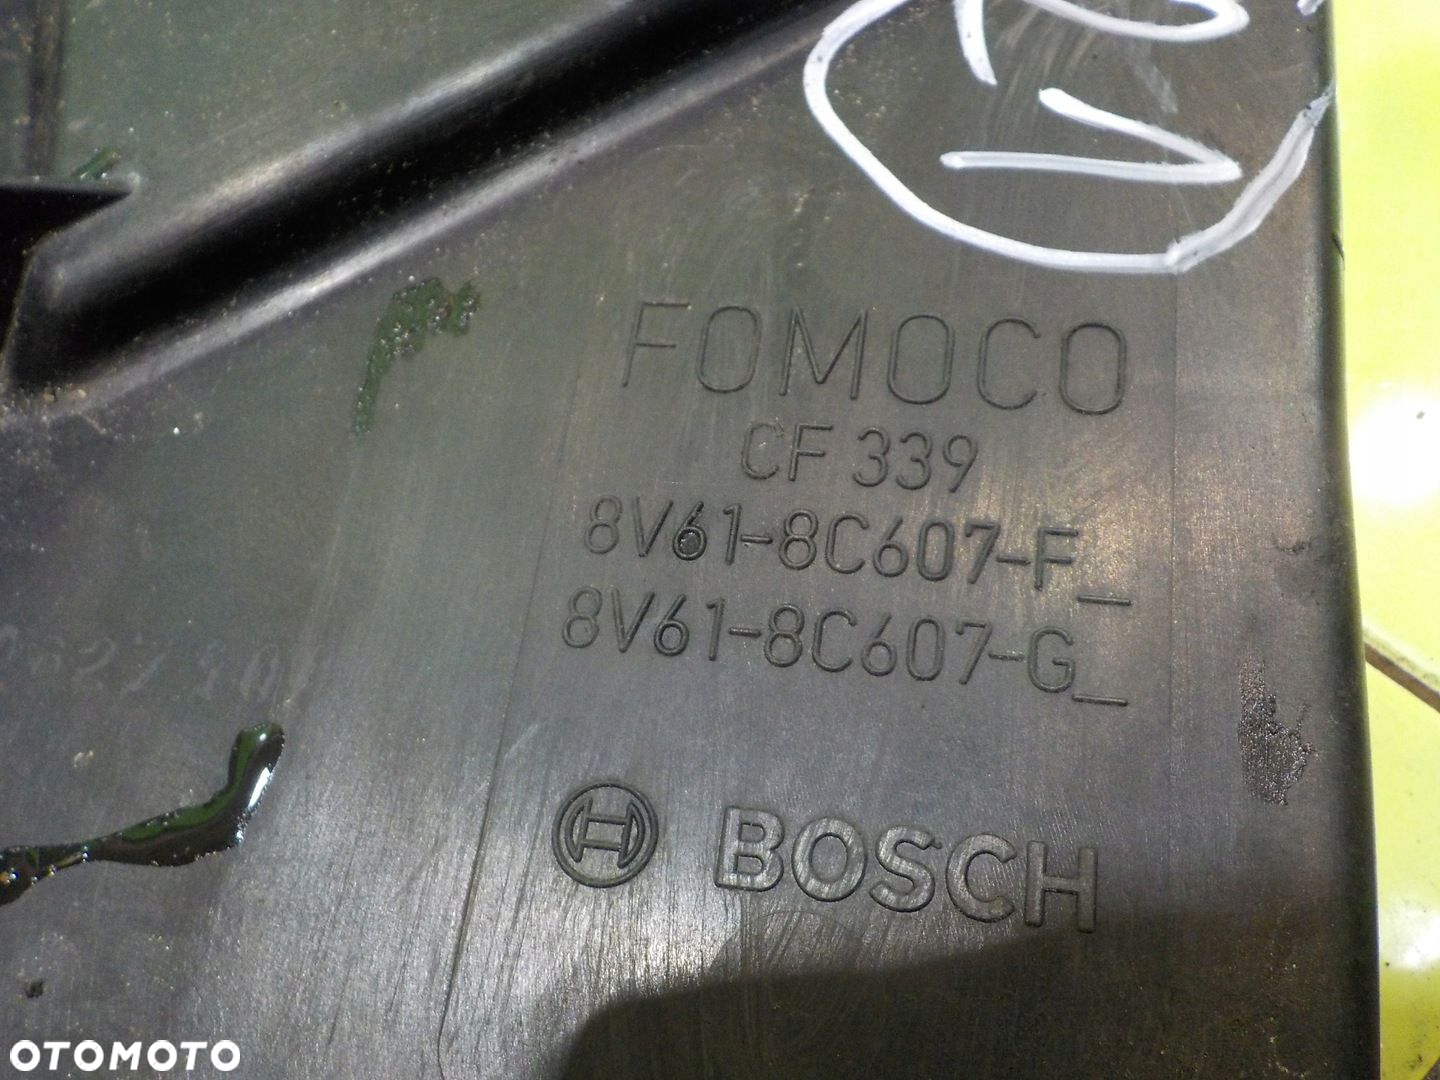 FOMOCO
CF 339
8V61-8C607-F_
8V61-8C607-G_
BOSCH
OTOMOTO